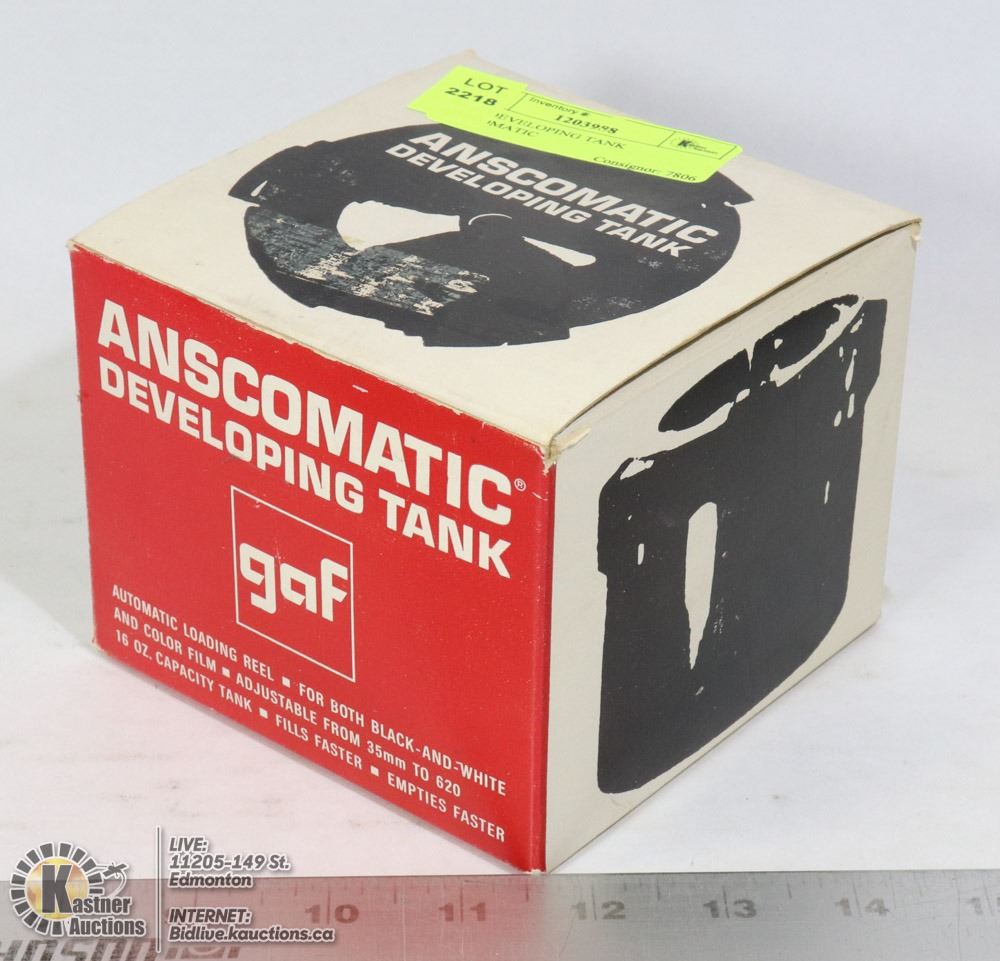 LOT
2218
Inventory #:
1203998
DEVELOPING TANK
MATIC
Consignor: 7806
ANSCOMATIC
DEVELOPING TANK
ANSCOMATIC®
DEVELOPING TANK
gaf
AUTOMATIC LOADING REEL ▪ FOR BOTH BLACK-AND-WHITE
AND COLOR FILM ▪ ADJUSTABLE FROM 35mm TO 620
16 OZ. CAPACITY TANK ▪ FILLS FASTER ▪ EMPTIES FASTER
Kastner
Auctions
LIVE:
11205-149 St.
Edmonton
INTERNET:
Bidlive.kauctions.ca
10 11 12 13 14